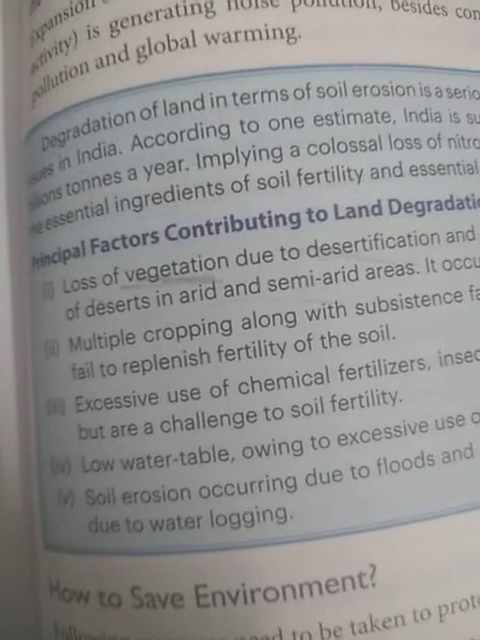 expansion
activity) is generating noise pollution, besides con
pollution and global warming.
Degradation of land in terms of soil erosion is a serio
sues in India. According to one estimate, India is su
tonnes a year. Implying a colossal loss of nitro
essential ingredients of soil fertility and essential
Principal Factors Contributing to Land Degradati
(i) Loss of vegetation due to desertification and
of deserts in arid and semi-arid areas. It occu
(ii) Multiple cropping along with subsistence fa
fail to replenish fertility of the soil.
(iii) Excessive use of chemical fertilizers, insec
but are a challenge to soil fertility.
(iv) Low water-table, owing to excessive use o
(v) Soil erosion occurring due to floods and
due to water logging.
How to Save Environment?
to be taken to prote